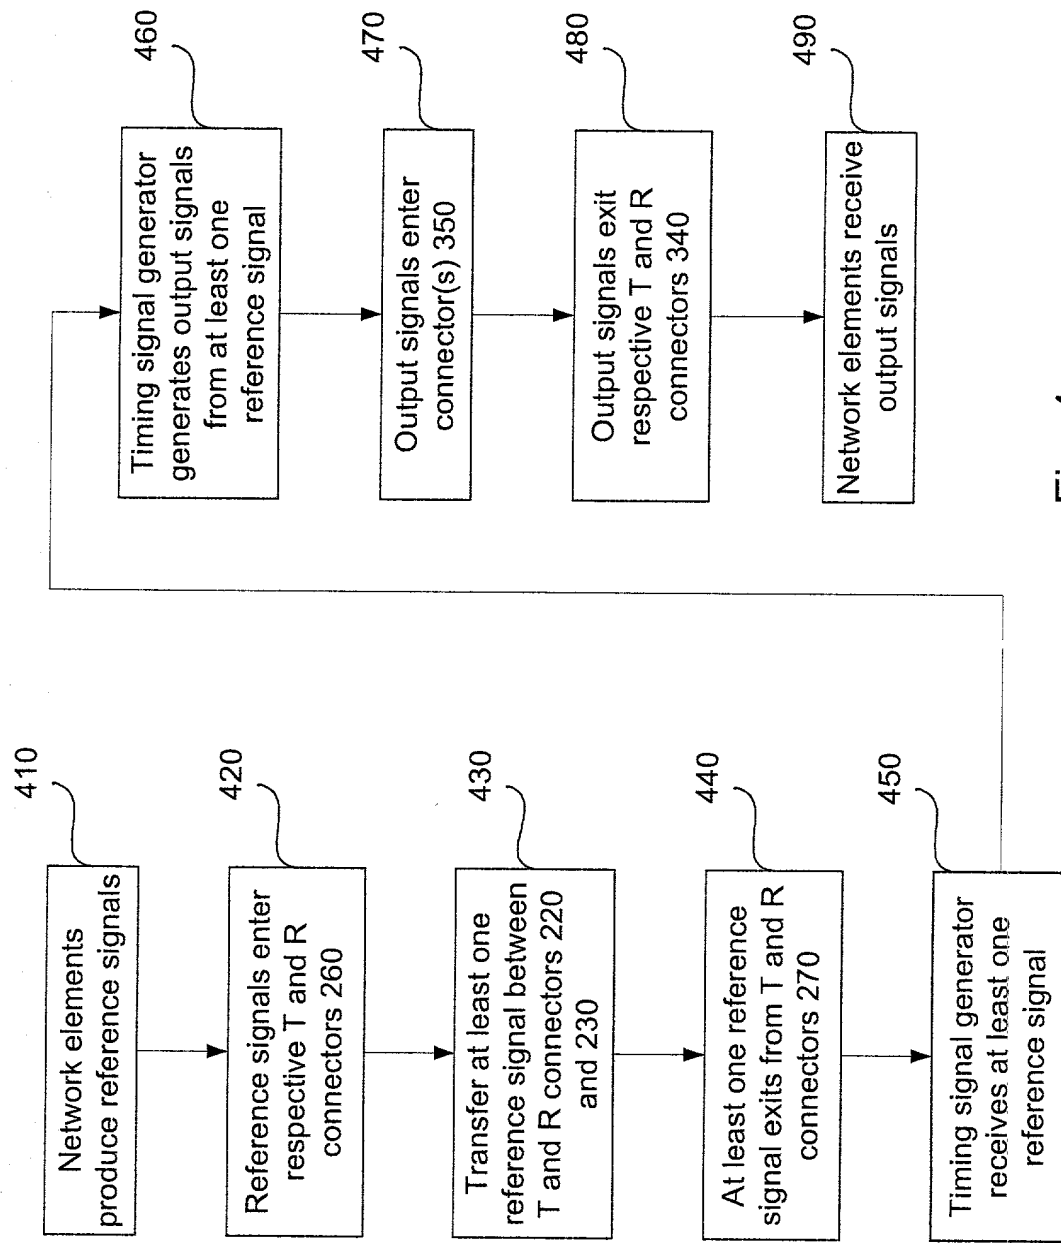 410
Network elements
produce reference signals
420
Reference signals enter
respective T and R
connectors 260
430
Transfer at least one
reference signal between
T and R connectors 220
and 230
440
At least one reference
signal exits from T and R
connectors 270
450
Timing signal generator
receives at least one
reference signal
460
Timing signal generator
generates output signals
from at least one
reference signal
470
Output signals enter
connector(s) 350
480
Output signals exit
respective T and R
connectors 340
490
Network elements receive
output signals